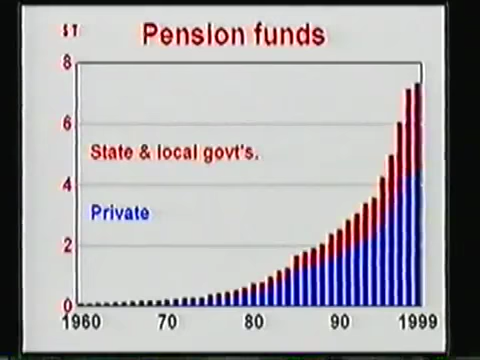 $T
Pension funds
8
6
State & local govt's.
4
Private
2
0
1960 70 80 90 1999